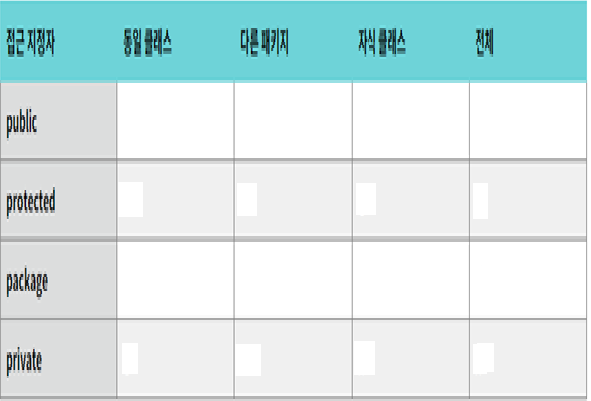 접근 지정자 동일 클래스 다른 패키지 자식 클래스 전체
public
protected
package
private